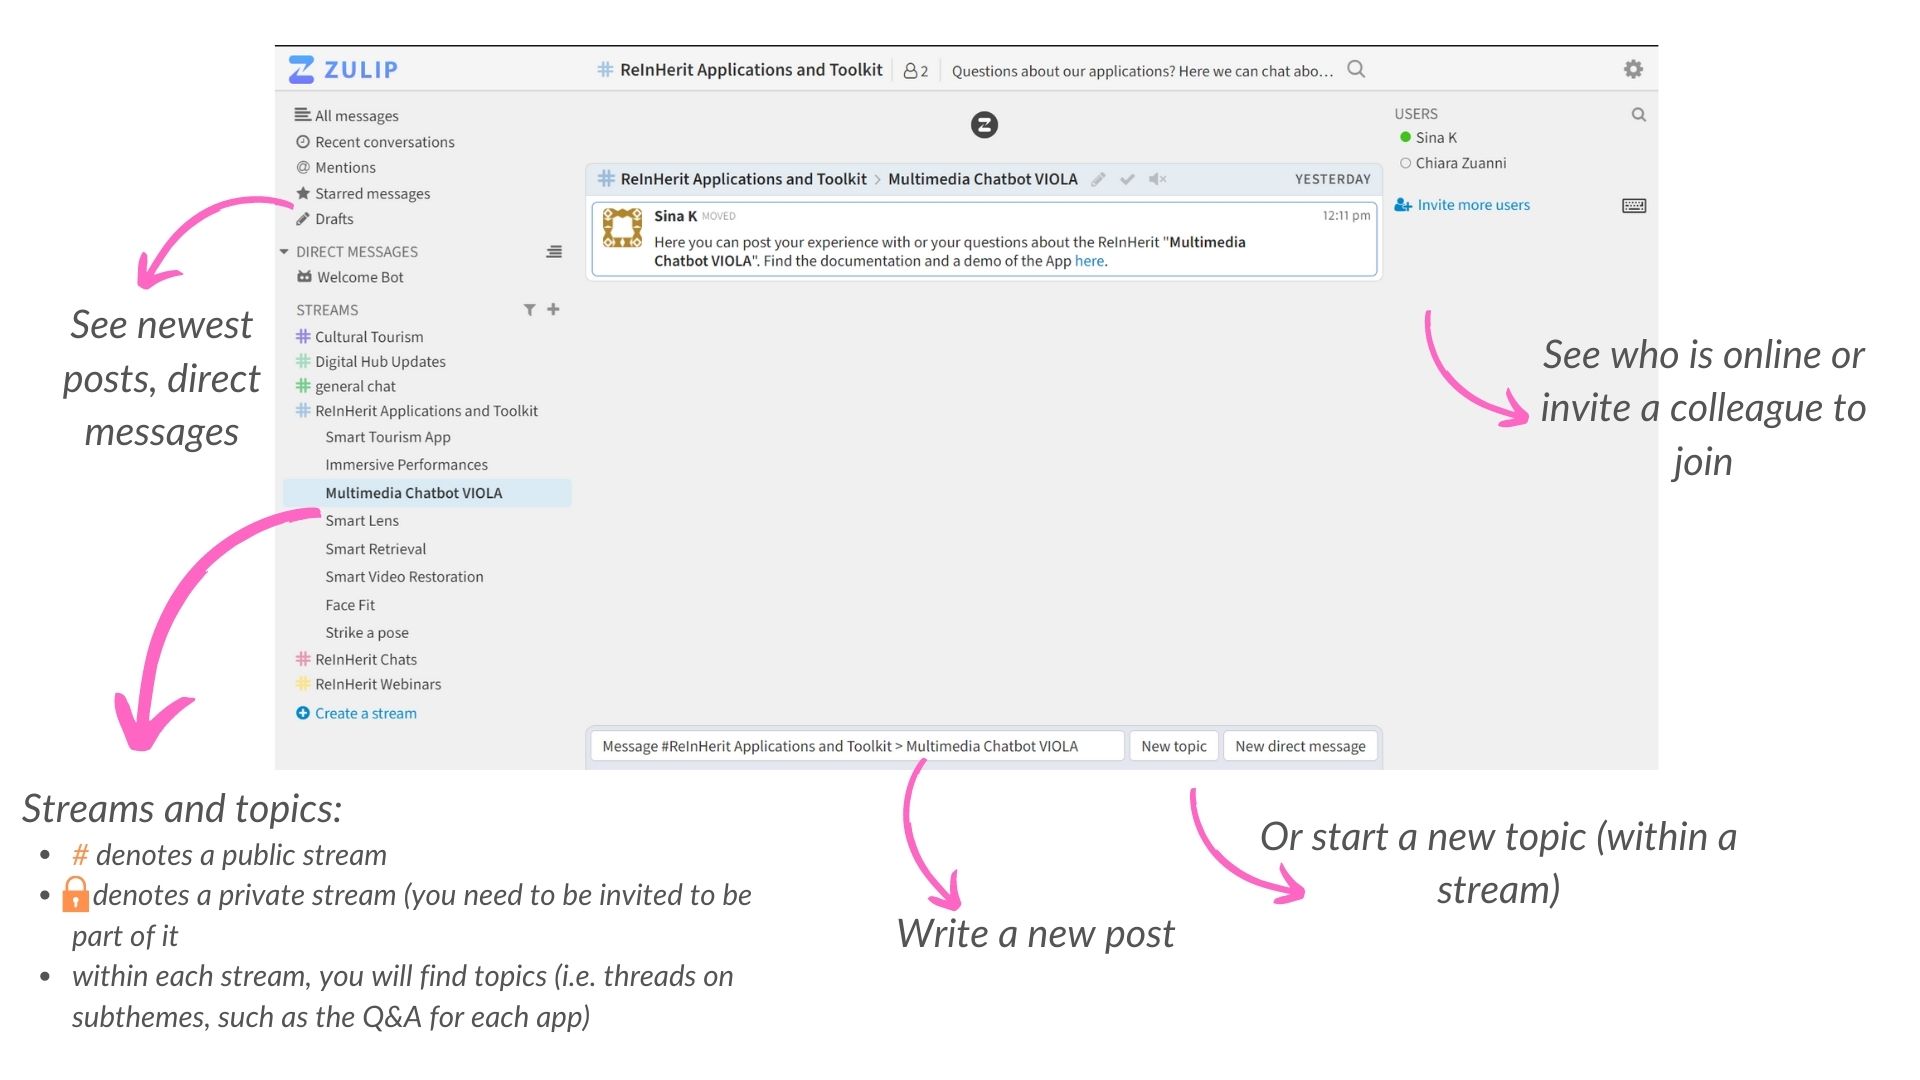 ZULIP
# ReInHerit Applications and Toolkit
2
Questions about our applications? Here we can chat abo...
All messages
Recent conversations
@ Mentions
Starred messages
Drafts
DIRECT MESSAGES
Welcome Bot
STREAMS
# Cultural Tourism
# Digital Hub Updates
# general chat
# ReInHerit Applications and Toolkit
Smart Tourism App
Immersive Performances
Multimedia Chatbot VIOLA
Smart Lens
Smart Retrieval
Smart Video Restoration
Face Fit
Strike a pose
# ReInHerit Chats
# ReInHerit Webinars
Create a stream
# ReInHerit Applications and Toolkit > Multimedia Chatbot VIOLA
YESTERDAY
Sina K MOVED
12:11 pm
Here you can post your experience with or your questions about the ReInHerit "Multimedia
Chatbot VIOLA". Find the documentation and a demo of the App here.
Message #ReInHerit Applications and Toolkit > Multimedia Chatbot VIOLA
New topic
New direct message
USERS
Sina K
Chiara Zuanni
Invite more users
See newest
posts, direct
messages
See who is online or
invite a colleague to
join
Streams and topics:
• # denotes a public stream
• denotes a private stream (you need to be invited to be
part of it
• within each stream, you will find topics (i.e. threads on
subthemes, such as the Q&A for each app)
Write a new post
Or start a new topic (within a
stream)